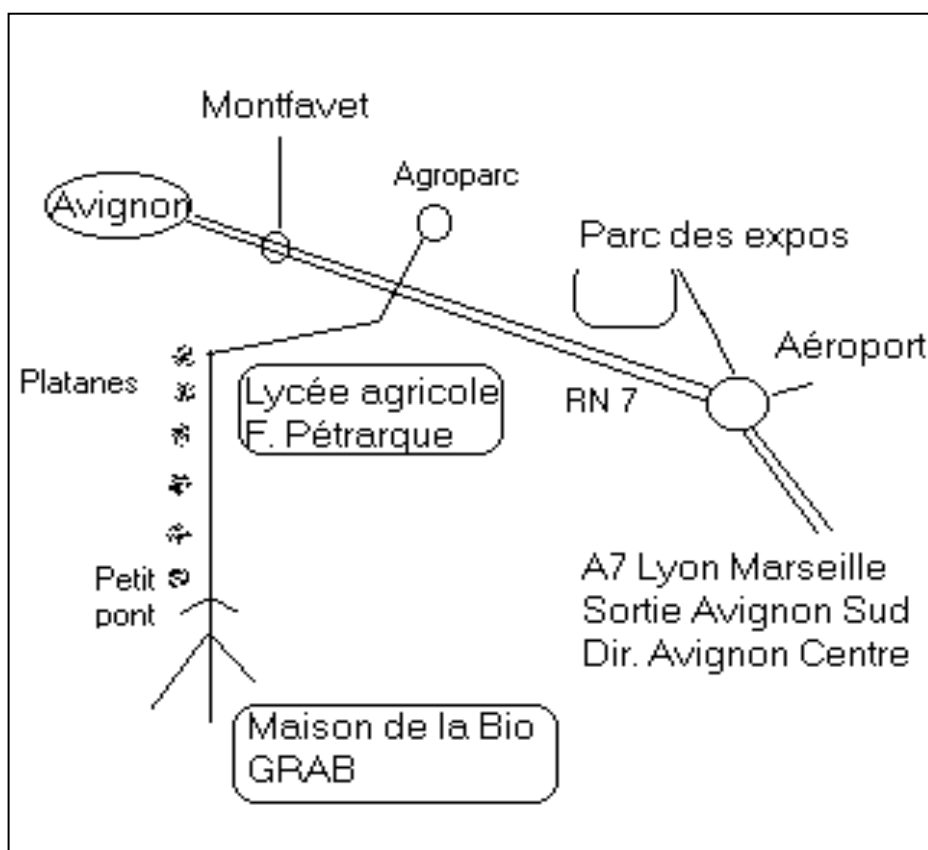 Montfavet
Agroparc
Avignon
Parc des expos
Aéroport
Platanes
Lycée agricole
F. Pétrarque
RN 7
A7 Lyon Marseille
Sortie Avignon Sud
Dir. Avignon Centre
Petit
pont
Maison de la Bio
GRAB